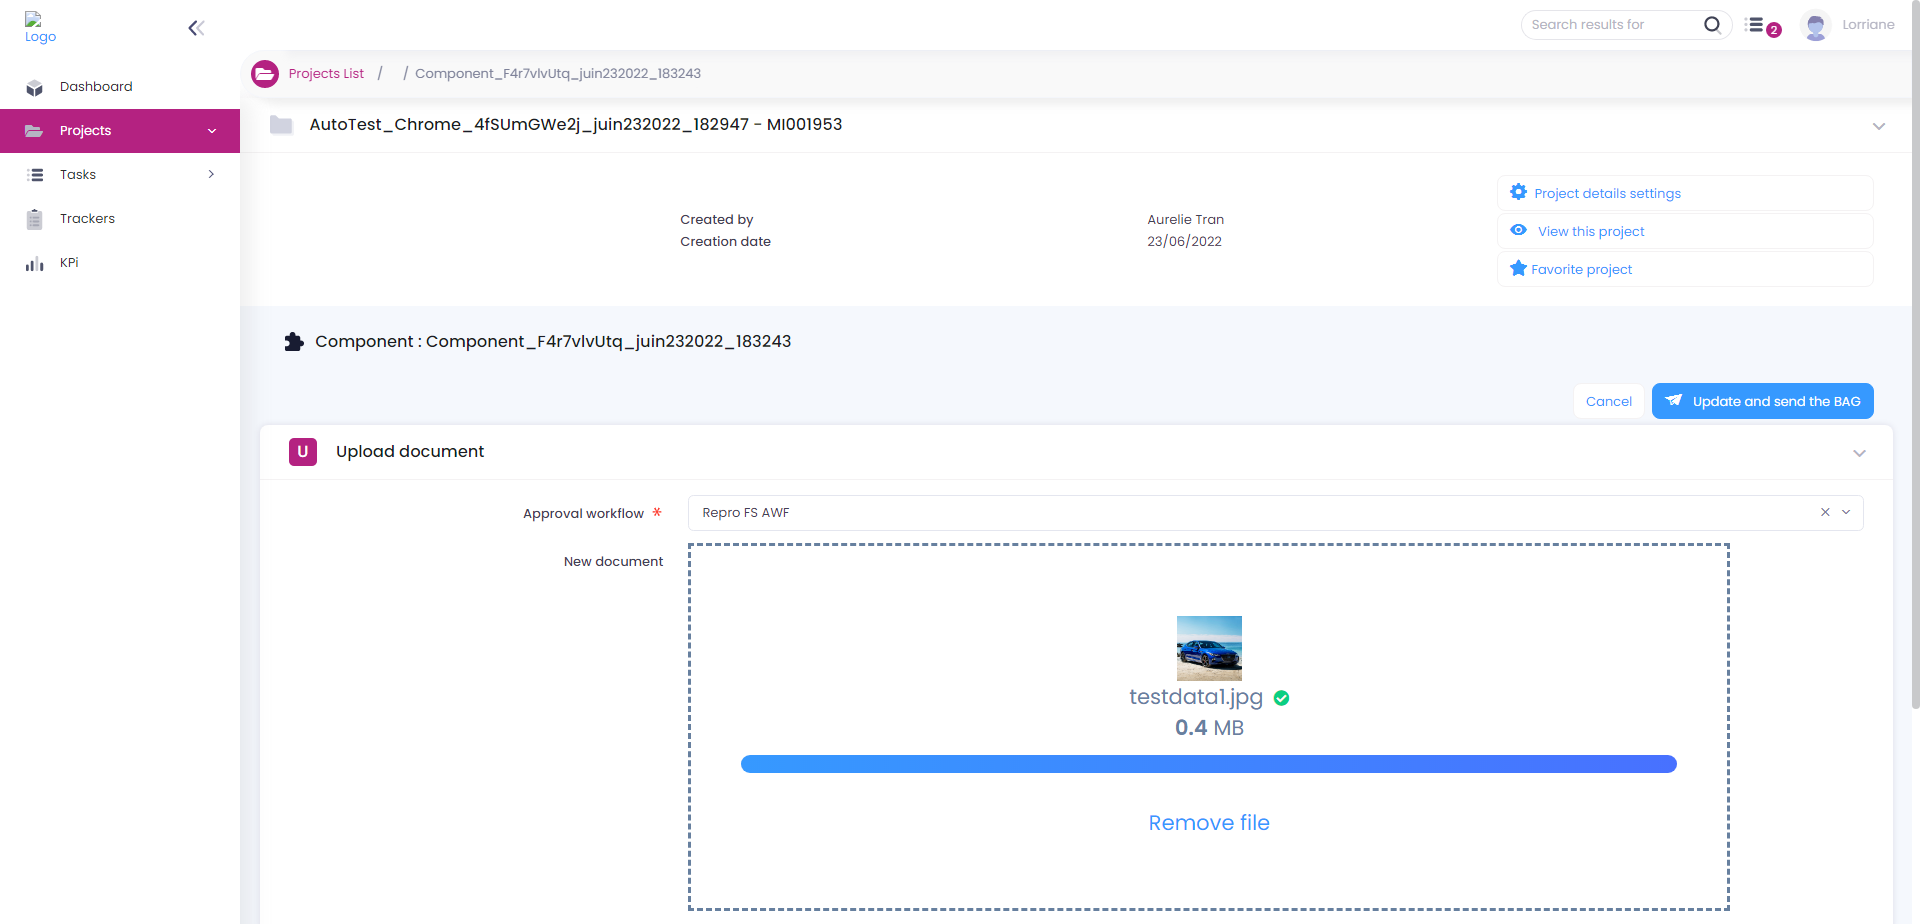 Logo
Search results for
2
Lorriane
Dashboard
Projects
Tasks
Trackers
KPi
Projects List / / Component_F4r7vlvUtq_juin232022_183243
AutoTest_Chrome_4fSUmGWe2j_juin232022_182947 - MI001953
Created by Aurelie Tran
Creation date 23/06/2022
Project details settings
View this project
Favorite project
Component : Component_F4r7vlvUtq_juin232022_183243
Cancel
Update and send the BAG
U Upload document
Approval workflow * Repro FS AWF
New document
testdata1.jpg
0.4 MB
Remove file